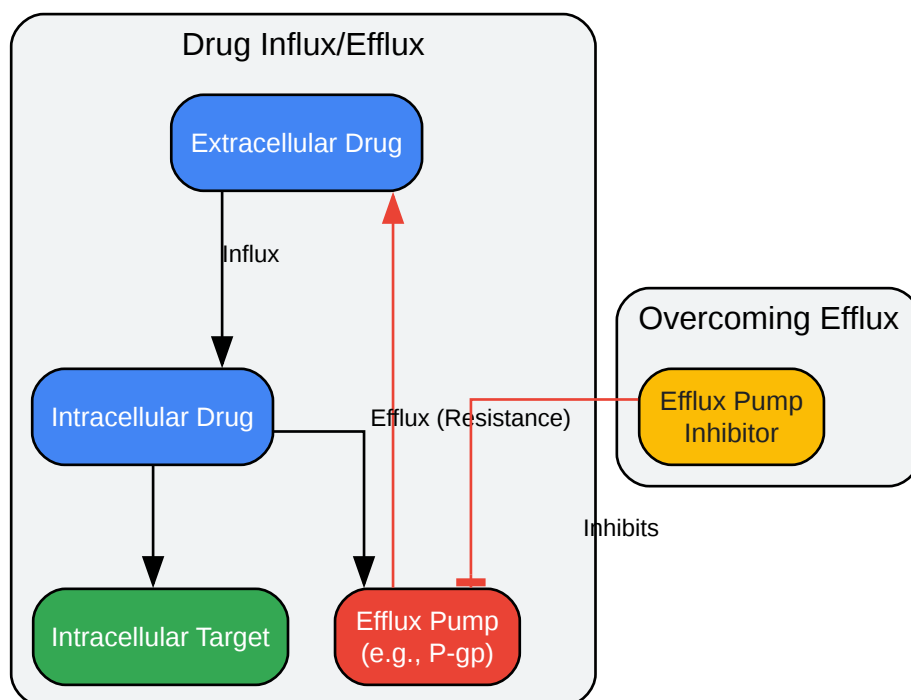 Drug Influx/Efflux
Extracellular Drug
Influx
Overcoming Efflux
Efflux Pump
Inhibitor
Intracellular Drug
Efflux (Resistance)
Inhibits
Intracellular Target
Efflux Pump
(e.g., P-gp)